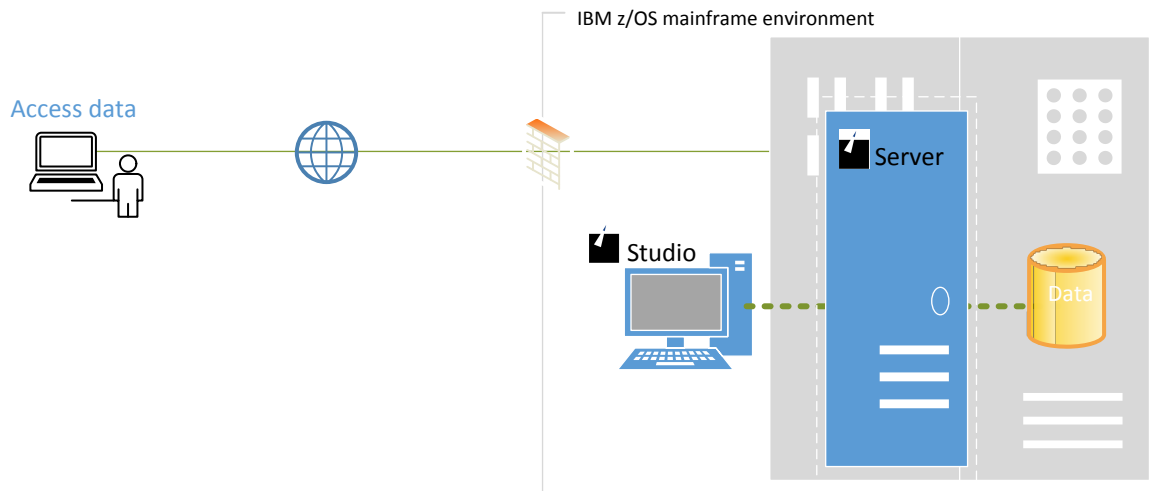 IBM z/OS mainframe environment
Access data
Server
Studio
Data